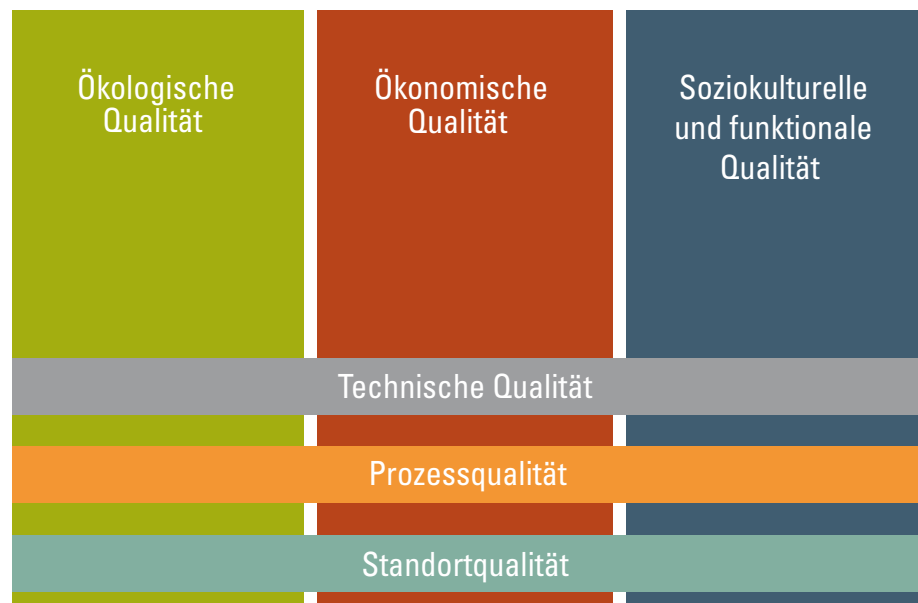 Ökologische
Qualität
Ökonomische
Qualität
Soziokulturelle
und funktionale
Qualität
Technische Qualität
Prozessqualität
Standortqualität